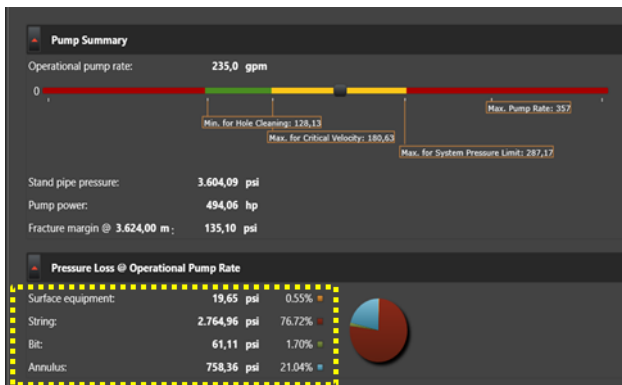 Pump Summary
Operational pump rate: 235,0 gpm
0
Max. Pump Rate: 357
Min. for Hole Cleaning: 128,13
Max. for Critical Velocity: 180,63
Max. for System Pressure Limit: 287,17
Stand pipe pressure: 3.604,09 psi
Pump power: 494,06 hp
Fracture margin @ 3.624,00 m : 135,10 psi
Pressure Loss @ Operational Pump Rate
Surface equipment: 19,65 psi 0.55%
String: 2.764,96 psi 76.72%
Bit: 61,11 psi 1.70%
Annulus: 758,36 psi 21.04%